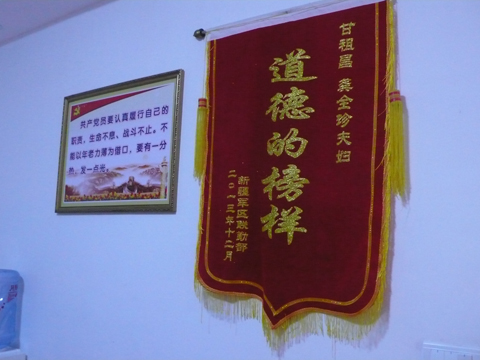 共产党员要认真履行自己的
职责，生命不息、战斗不止。不
能以年老力薄为借口，要有一分
热，发一点光。
甘祖昌 龚全珍夫妇
道德的榜样
新疆军区联勤部
二〇一三年十二月